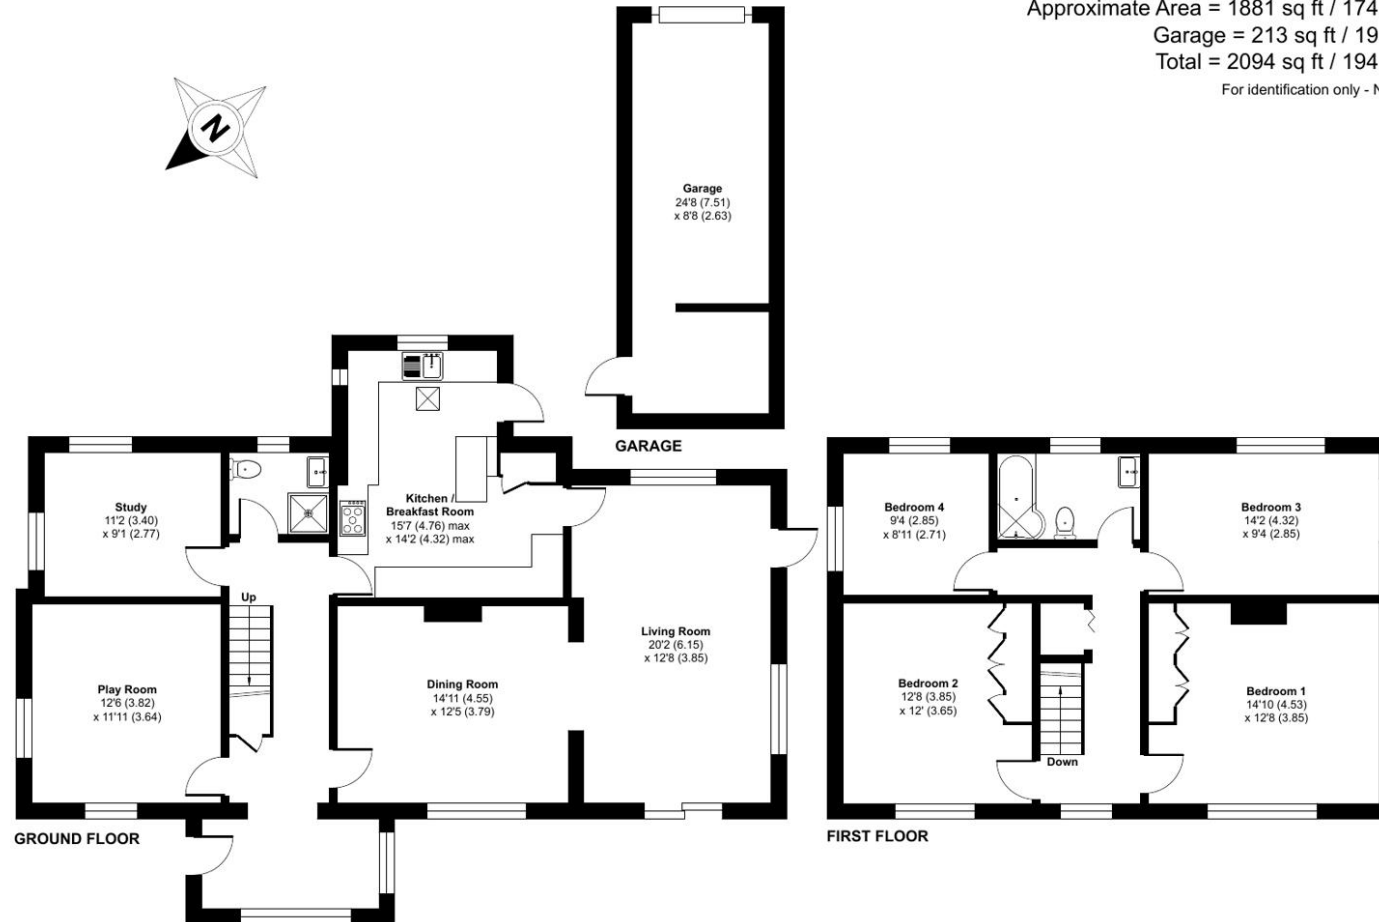 Approximate Area = 1881 sq ft / 174
Garage = 213 sq ft / 19
Total = 2094 sq ft / 194
For identification only - N
N
Garage
24'8 (7.51)
x 8'8 (2.63)
GARAGE
Study
11'2 (3.40)
x 9'1 (2.77)
Kitchen /
Breakfast Room
15'7 (4.76) max
x 14'2 (4.32) max
Up
Living Room
20'2 (6.15)
x 12'8 (3.85)
Play Room
12'6 (3.82)
x 11'11 (3.64)
Dining Room
14'11 (4.55)
x 12'5 (3.79)
GROUND FLOOR
Bedroom 4
9'4 (2.85)
x 8'11 (2.71)
Bedroom 3
14'2 (4.32)
x 9'4 (2.85)
Bedroom 2
12'8 (3.85)
x 12' (3.65)
Bedroom 1
14'10 (4.53)
x 12'8 (3.85)
Down
FIRST FLOOR